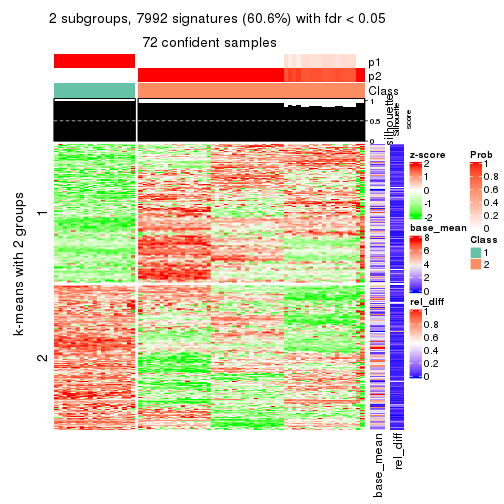 2 subgroups, 7992 signatures (60.6%) with fdr < 0.05
72 confident samples
p1
p2
Class
1
0.5
0
silhouette
Silhouette
score
k-means with 2 groups
1
2
z-score
2
1
0
-1
-2
base_mean
8
6
4
2
0
rel_diff
1
0.8
0.6
0.4
0.2
0
Prob
1
0.8
0.6
0.4
0.2
0
Class
1
2
base_mean
rel_diff